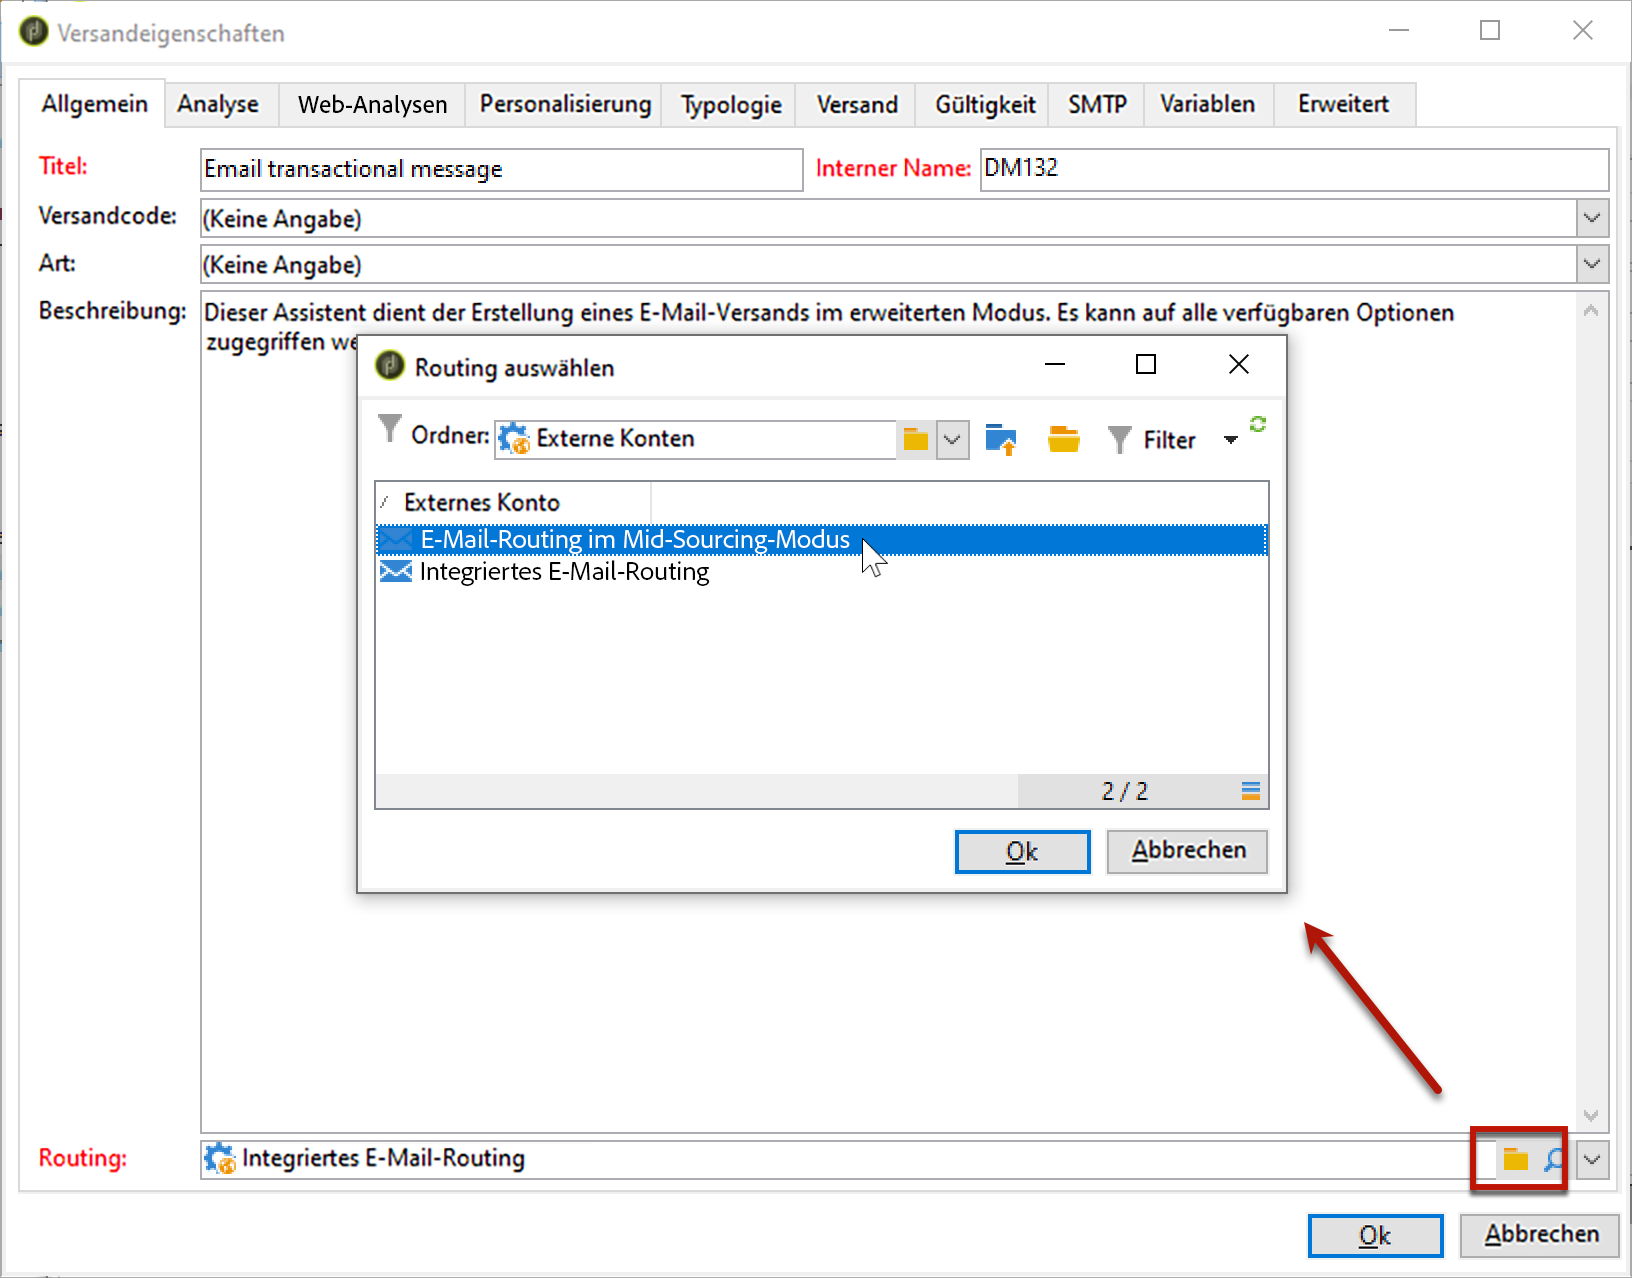 Versandeigenschaften
Allgemein Analyse Web-Analysen Personalisierung Typologie Versand Gültigkeit SMTP Variablen Erweitert
Titel: Email transactional message Interner Name: DM132
Versandcode: (Keine Angabe)
Art: (Keine Angabe)
Beschreibung: Dieser Assistent dient der Erstellung eines E-Mail-Versands im erweiterten Modus. Es kann auf alle verfügbaren Optionen
zugegriffen we
Routing auswählen
Ordner: Externe Konten Filter
Externes Konto
E-Mail-Routing im Mid-Sourcing-Modus
Integriertes E-Mail-Routing
2 / 2
Ok Abbrechen
Routing: Integriertes E-Mail-Routing
Ok Abbrechen